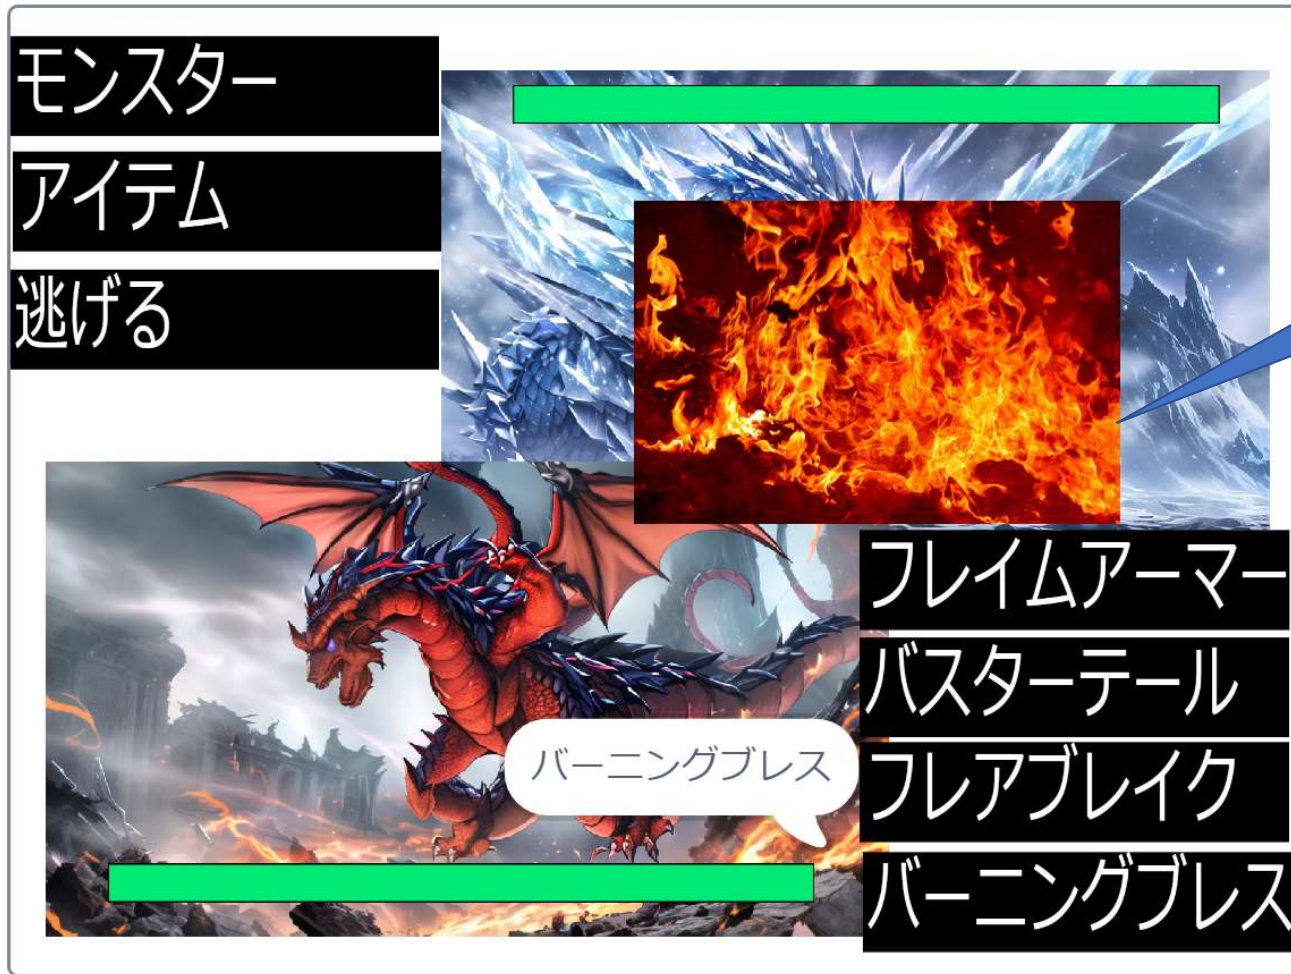 モンスター
アイテム
逃げる
フレイムアーマー
バスターテール
バーニングブレス
フレアブレイク
バーニングブレス